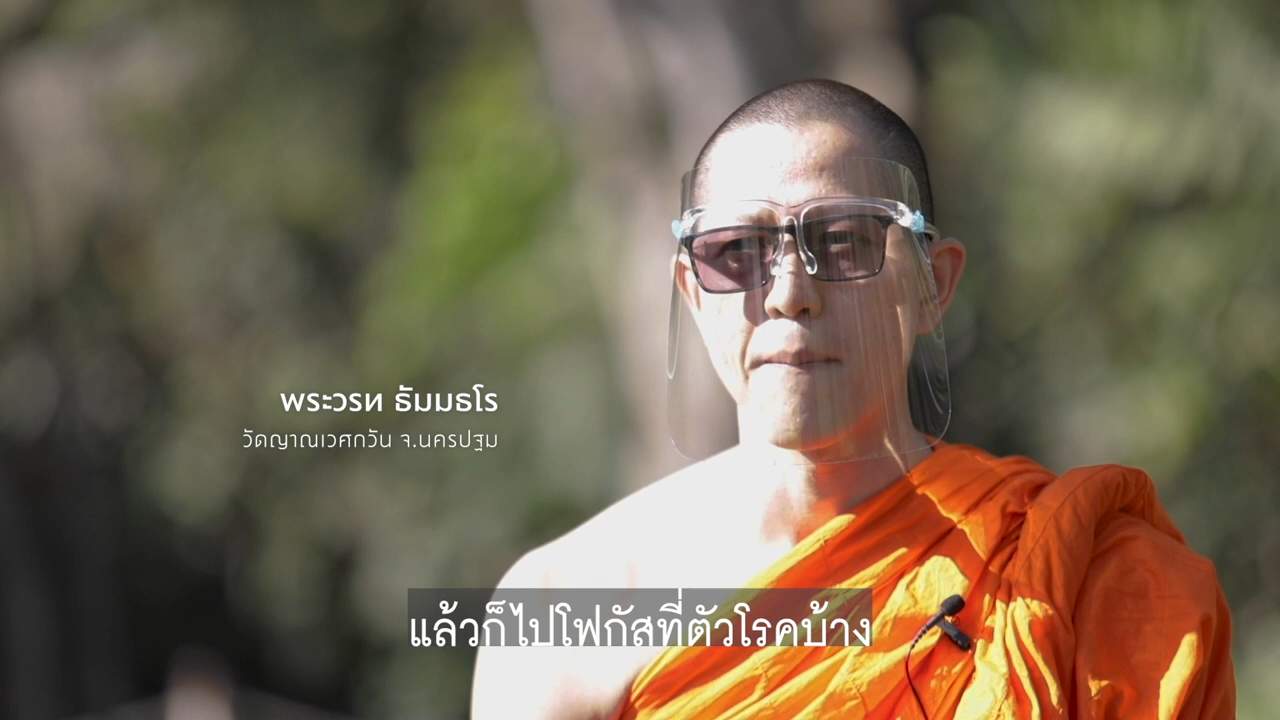 พระวรท ธัมมธโร
วัดญาณเวศกวัน จ.นครปฐม
แล้วก็ไปโฟกัสที่ตัวโรคบ้าง